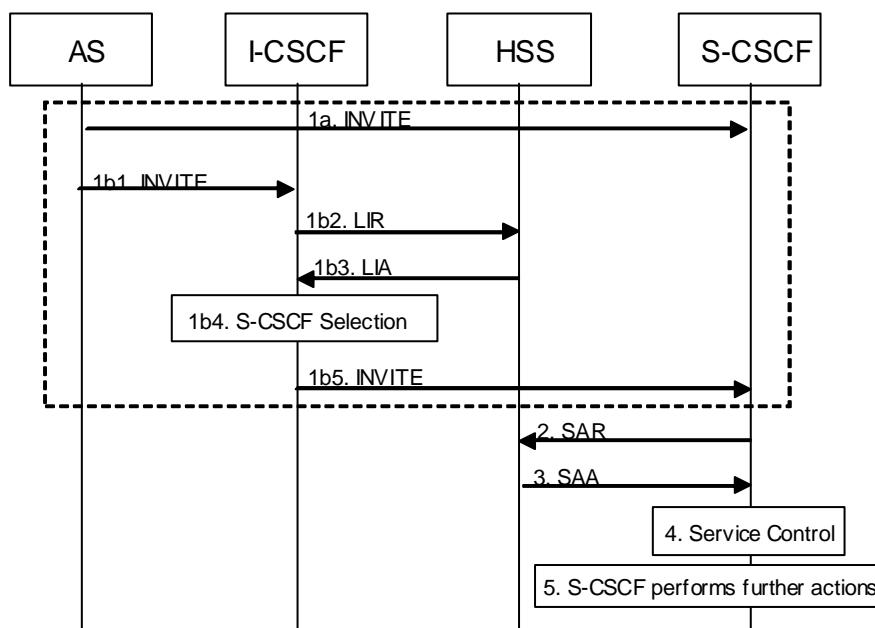 AS
I-CSCF
HSS
S-CSCF
1a. INVITE
1b1. INVITE
1b2. LIR
1b3. LIA
1b4. S-CSCF Selection
1b5. INVITE
2. SAR
3. SAA
4. Service Control
5. S-CSCF performs further actions